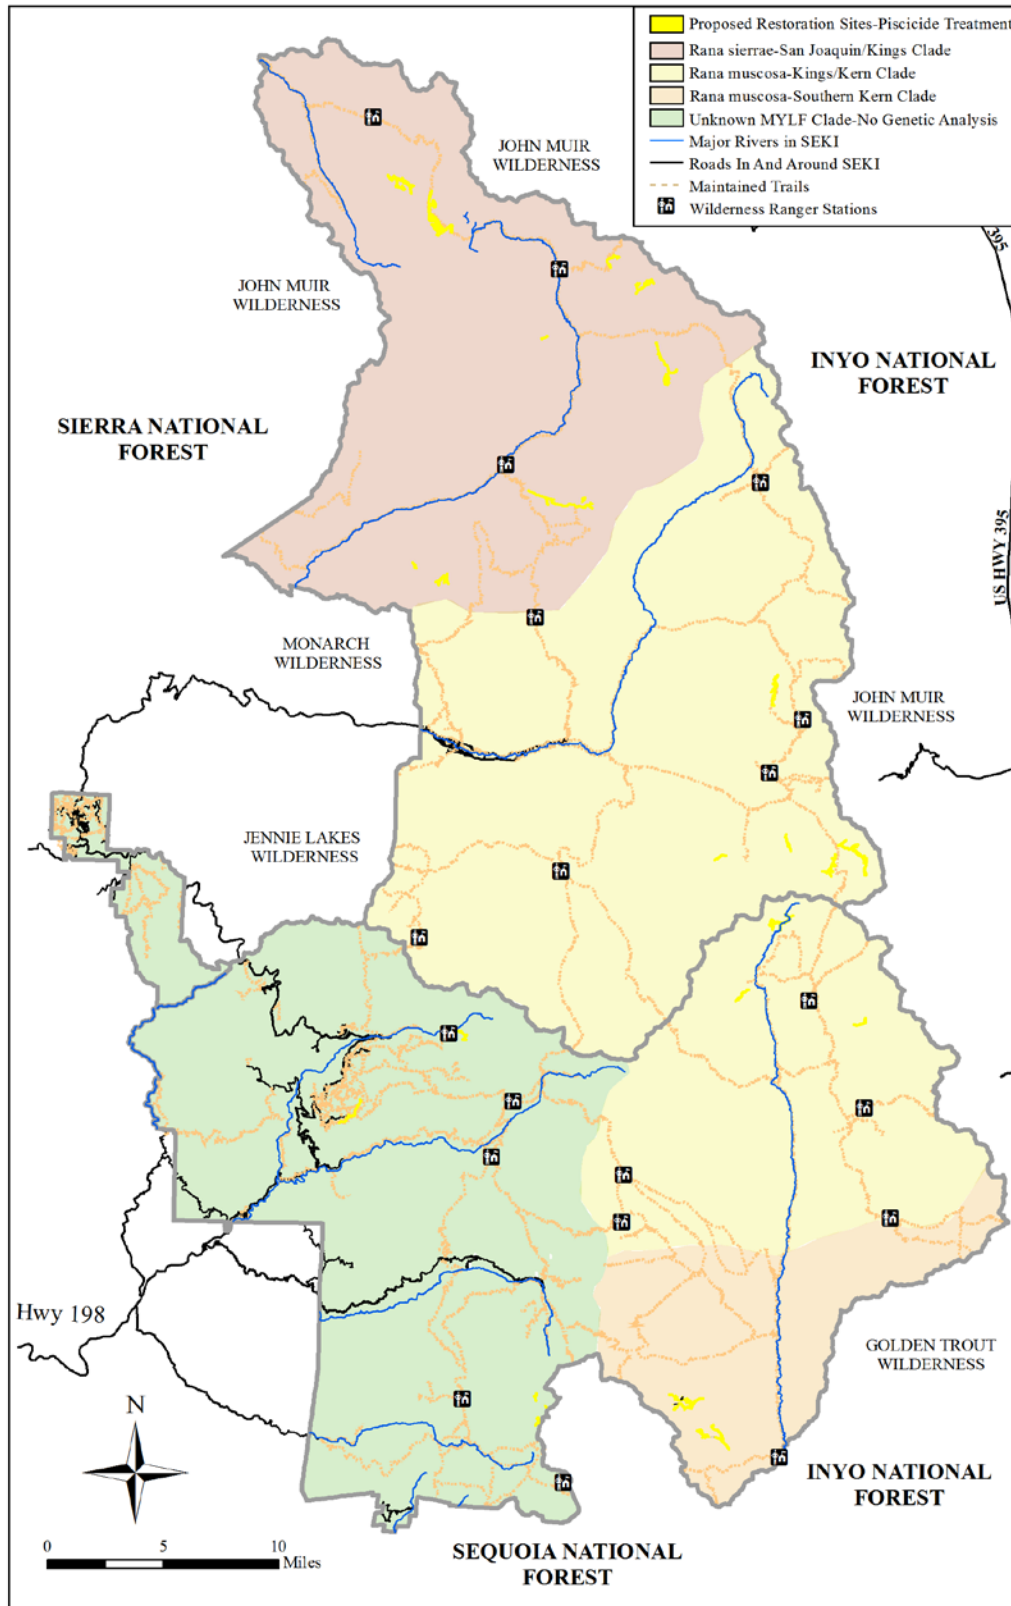 Proposed Restoration Sites-Piscicide Treatment
Rana sierrae-San Joaquin/Kings Clade
Rana muscosa-Kings/Kern Clade
Rana muscosa-Southern Kern Clade
Unknown MYLF Clade-No Genetic Analysis
Major Rivers in SEKI
Roads In And Around SEKI
Maintained Trails
Wilderness Ranger Stations
JOHN MUIR
WILDERNESS
395
JOHN MUIR
WILDERNESS
INYO NATIONAL
FOREST
SIERRA NATIONAL
FOREST
US HWY 395
MONARCH
WILDERNESS
JOHN MUIR
WILDERNESS
JENNIE LAKES
WILDERNESS
Hwy 198
GOLDEN TROUT
WILDERNESS
N
INYO NATIONAL
FOREST
0 5 10
Miles
SEQUOIA NATIONAL
FOREST